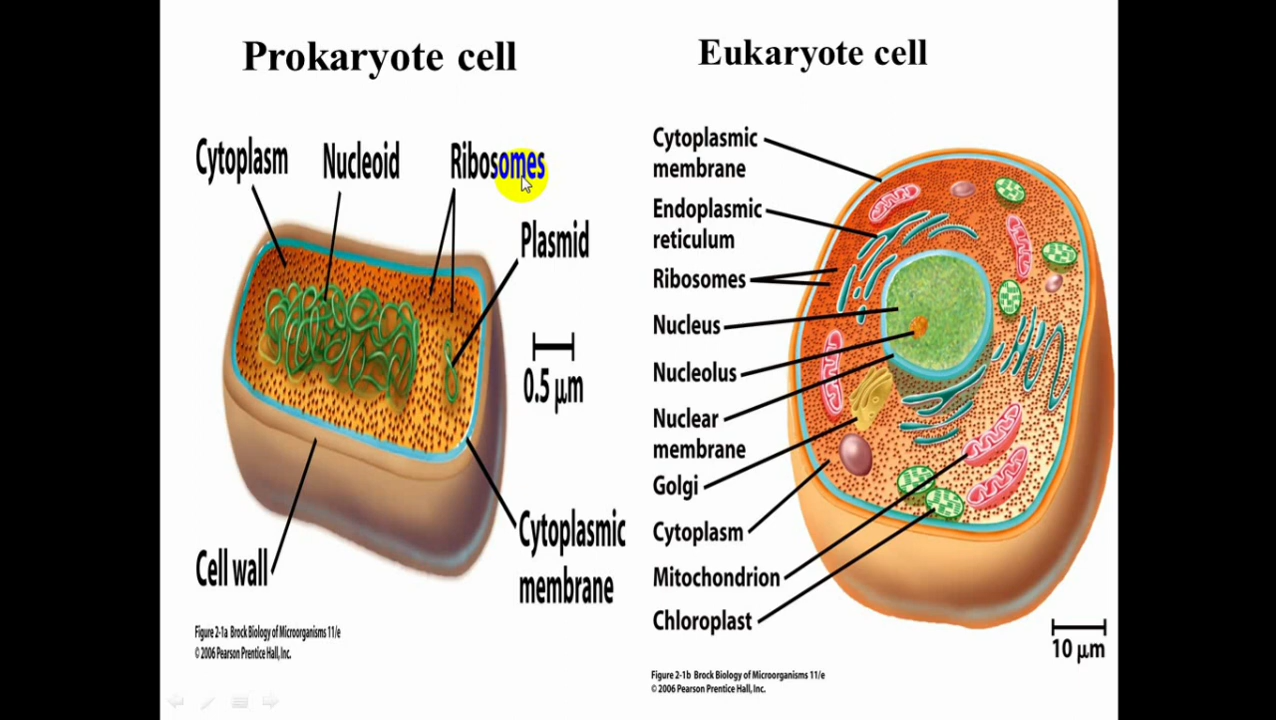 Prokaryote cell
Cytoplasm
Nucleoid
Ribosomes
Plasmid
0.5 µm
Cytoplasmic
membrane
Cell wall
Figure 2-1a Brock Biology of Microorganisms 11/e
© 2006 Pearson Prentice Hall, Inc.
Eukaryote cell
Cytoplasmic
membrane
Endoplasmic
reticulum
Ribosomes
Nucleus
Nucleolus
Nuclear
membrane
Golgi
Cytoplasm
Mitochondrion
Chloroplast
10 µm
Figure 2-1b Brock Biology of Microorganisms 11/e
© 2006 Pearson Prentice Hall, Inc.